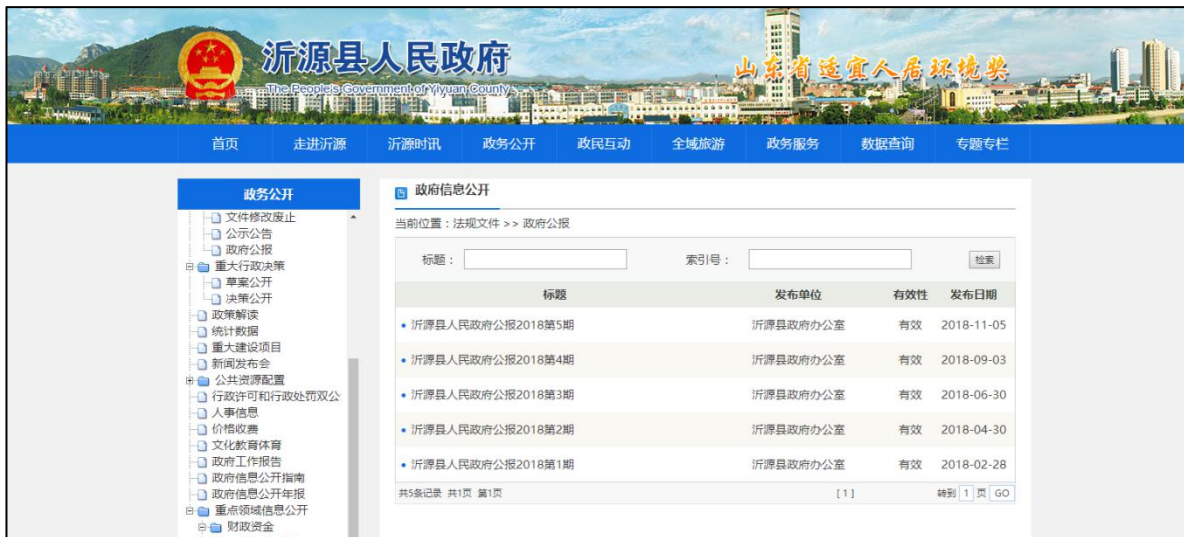 沂源县人民政府
The People's Government of Yiyuan County
山东省适宜人居环境奖
首页 走进沂源 沂源时讯 政务公开 政民互动 全域旅游 政务服务 数据查询 专题专栏
政务公开
文件修改废止
公示公告
政府公报
重大行政决策
草案公开
决策公开
政策解读
统计数据
重大建设项目
新闻发布会
公共资源配置
行政许可和行政处罚双公
人事信息
价格收费
文化教育体育
政府工作报告
政府信息公开指南
政府信息公开年报
重点领域信息公开
财政资金
政府信息公开
当前位置：法规文件 >> 政府公报
标题： 索引号： 检索
标题 发布单位 有效性 发布日期
• 沂源县人民政府公报2018第5期 沂源县政府办公室 有效 2018-11-05
• 沂源县人民政府公报2018第4期 沂源县政府办公室 有效 2018-09-03
• 沂源县人民政府公报2018第3期 沂源县政府办公室 有效 2018-06-30
• 沂源县人民政府公报2018第2期 沂源县政府办公室 有效 2018-04-30
• 沂源县人民政府公报2018第1期 沂源县政府办公室 有效 2018-02-28
共5条记录 共1页 第1页 [ 1 ] 转到 1 页 GO